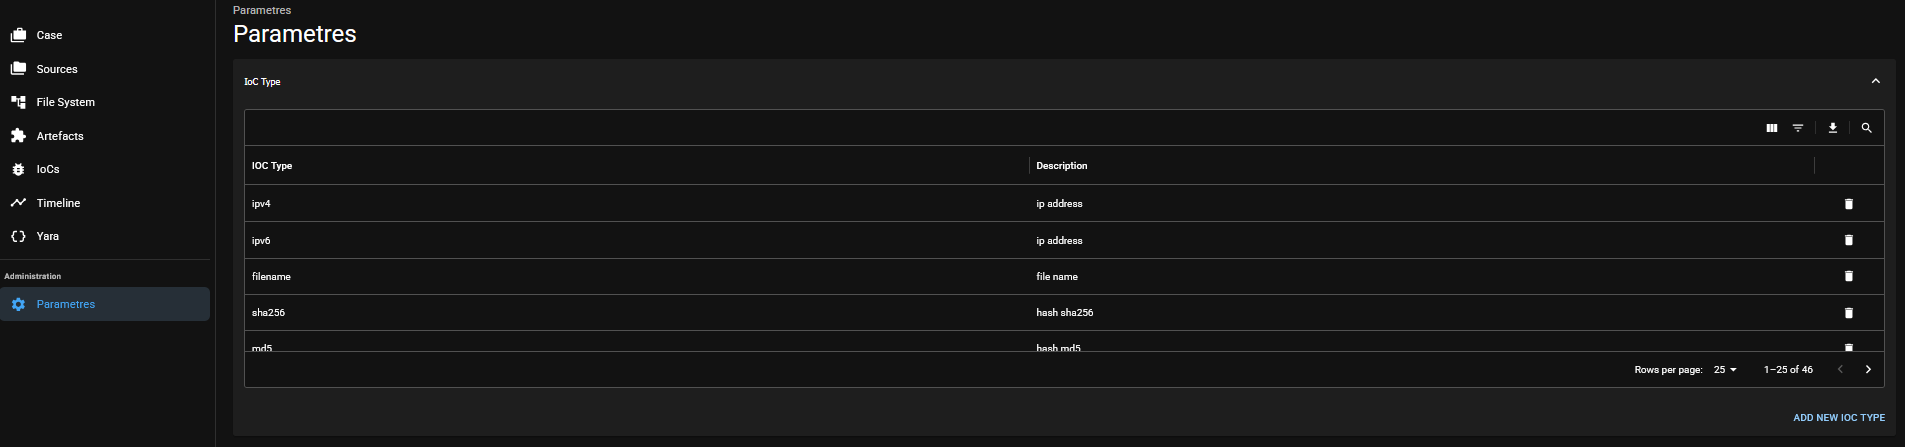 Case
Sources
File System
Artefacts
IoCs
Timeline
Yara
Administration
Parametres
Parametres
Parametres
IoC Type
IOC Type Description
ipv4 ip address
ipv6 ip address
filename file name
sha256 hash sha256
md5 hash md5
Rows per page: 25 1–25 of 46
ADD NEW IOC TYPE